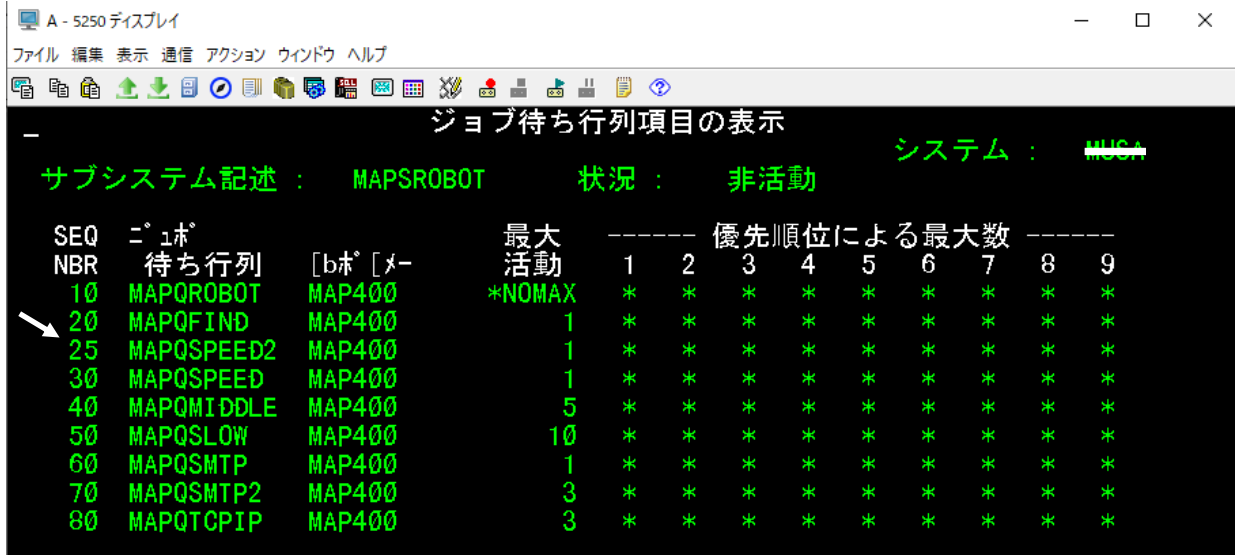 A - 5250 ディスプレイ
ファイル 編集 表示 通信 アクション ウィンドウ ヘルプ
ジョブ待ち行列項目の表示
システム :
サブシステム記述 : MAPSROBOT 状況 : 非活動
SEQ ﾆﾞｭﾎﾞ 最大 ------ 優先順位による最大数 ------
NBR 待ち行列 [bﾎﾞ[ﾒｰ 活動 1 2 3 4 5 6 7 8 9
10 MAPQROBOT MAP400 *NOMAX * * * * * * * * *
20 MAPQFIND MAP400 1 * * * * * * * * *
25 MAPQSPEED2 MAP400 1 * * * * * * * * *
30 MAPQSPEED MAP400 1 * * * * * * * * *
40 MAPQMIDDLE MAP400 5 * * * * * * * * *
50 MAPQSLOW MAP400 10 * * * * * * * * *
60 MAPQSMTP MAP400 1 * * * * * * * * *
70 MAPQSMTP2 MAP400 3 * * * * * * * * *
80 MAPQTCPIP MAP400 3 * * * * * * * * *